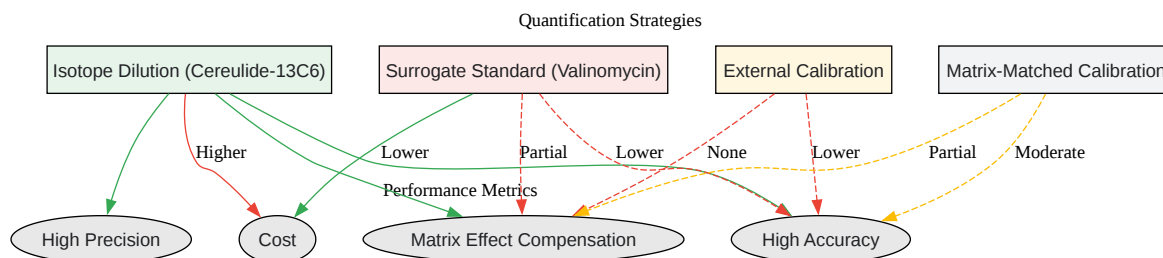 Quantification Strategies
Isotope Dilution (Cereulide-13C6)
Surrogate Standard (Valinomycin)
External Calibration
Matrix-Matched Calibration
Higher
Lower
Partial
Lower
None
Lower
Partial
Moderate
Performance Metrics
High Precision
Cost
Matrix Effect Compensation
High Accuracy